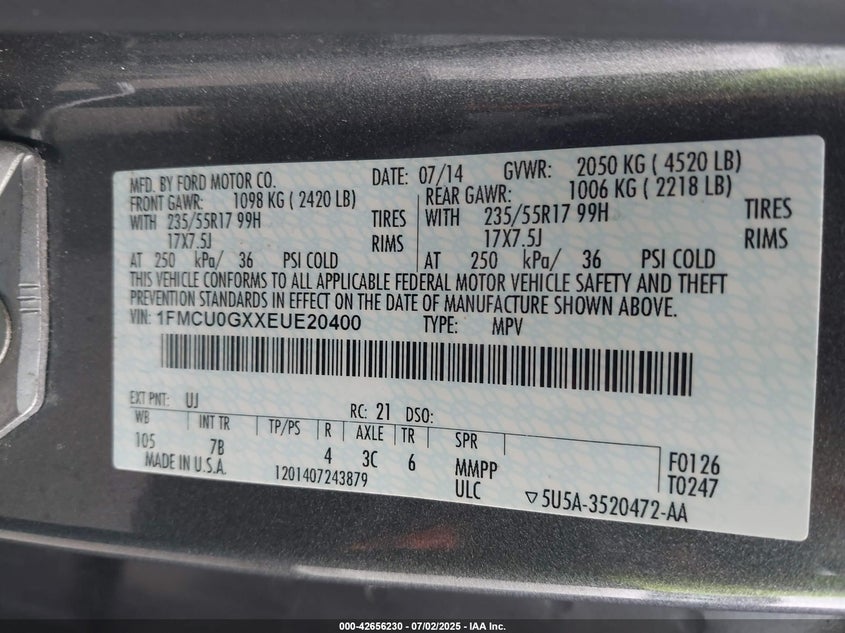 MFD. BY FORD MOTOR CO. DATE: 07/14 GVWR: 2050 KG ( 4520 LB)
FRONT GAWR: 1098 KG ( 2420 LB) REAR GAWR: 1006 KG ( 2218 LB)
WITH 235/55R17 99H TIRES WITH 235/55R17 99H TIRES
17X7.5J RIMS 17X7.5J RIMS
AT 250 kPa/ 36 PSI COLD AT 250 kPa/ 36 PSI COLD
THIS VEHICLE CONFORMS TO ALL APPLICABLE FEDERAL MOTOR VEHICLE SAFETY AND THEFT
PREVENTION STANDARDS IN EFFECT ON THE DATE OF MANUFACTURE SHOWN ABOVE.
VIN: 1FMCU0GXXEUE20400 TYPE: MPV
EXT PNT: UJ RC: 21 DSO:
WB INT TR TP/PS R AXLE TR SPR
105 7B 4 3C 6 MMPP F0126
MADE IN U.S.A. 1201407243879 ULC T0247
▽5U5A-3520472-AA
000-42656230 - 07/02/2025 - IAA Inc.